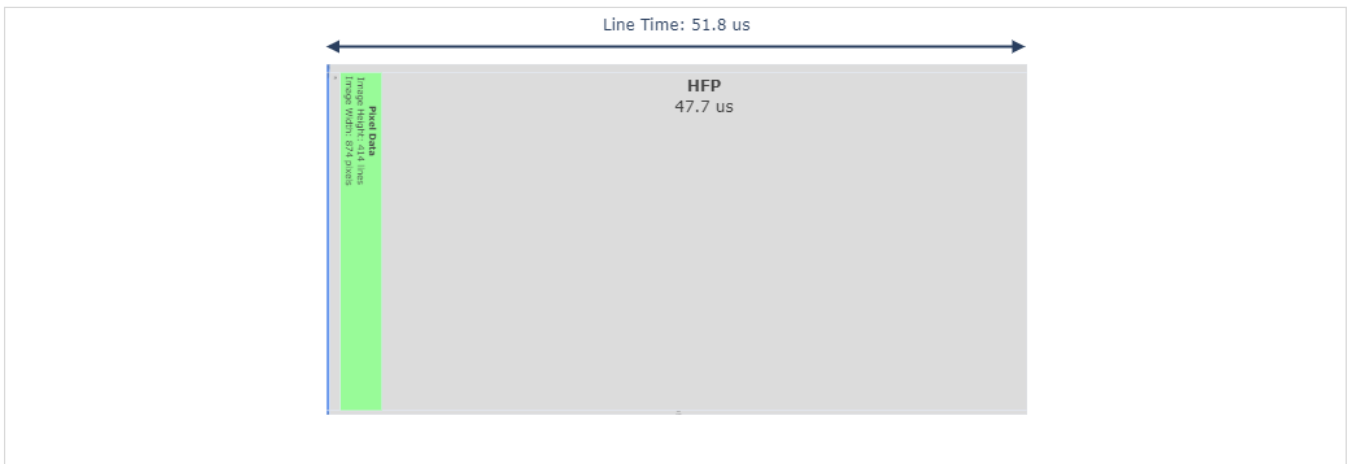 Line Time: 51.8 us
HFP
47.7 us
Pixel Data
Image Height: 414 lines
Image Width: 874 pixels